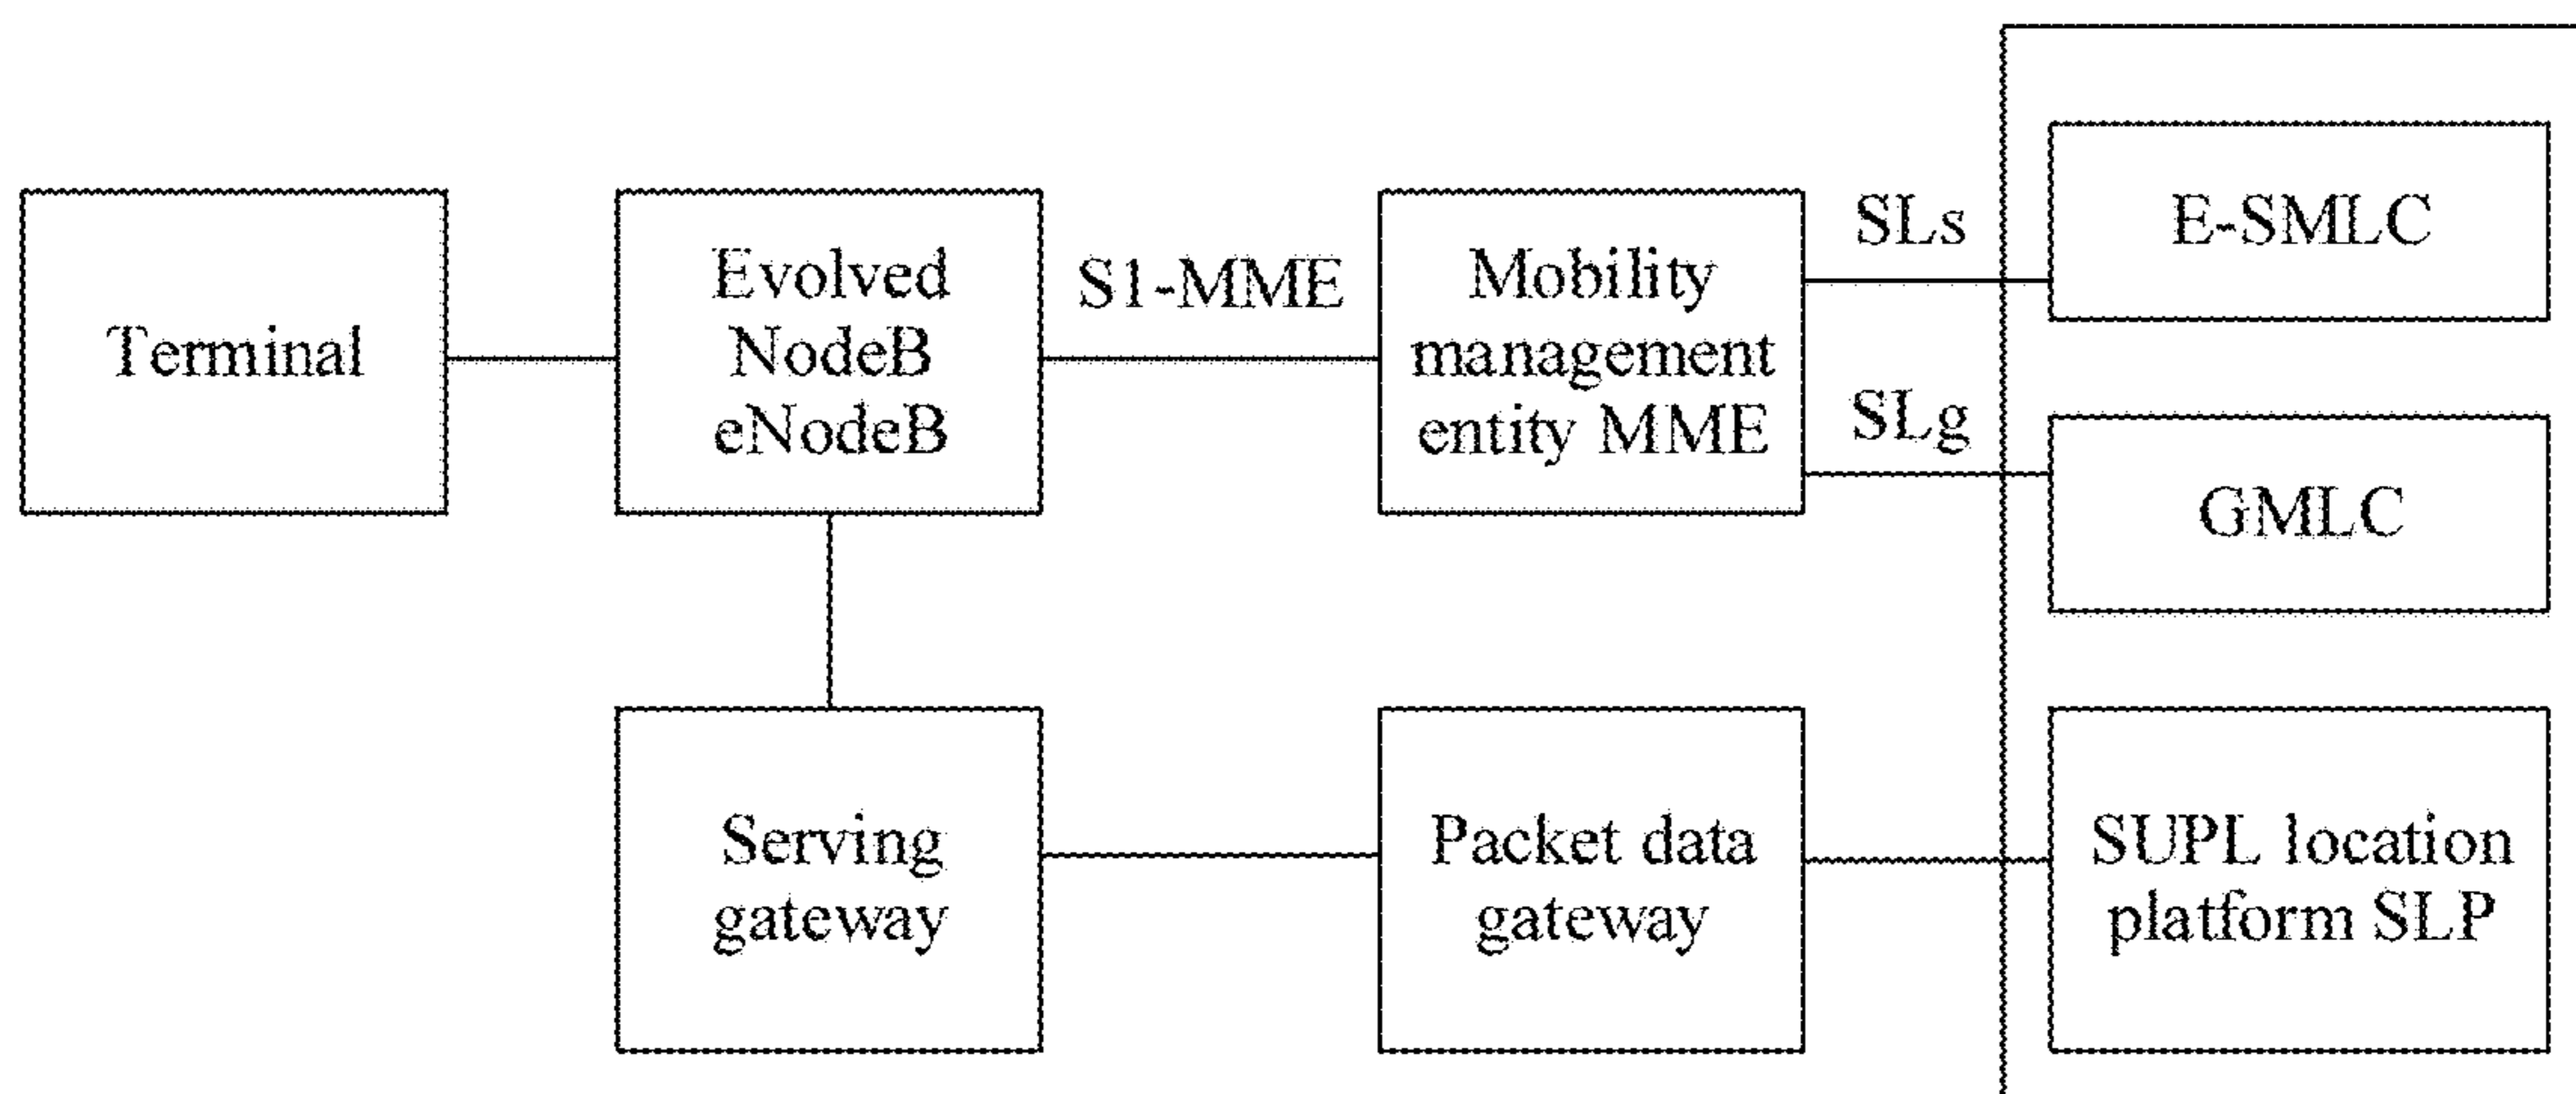 Terminal
Evolved
NodeB
eNodeB
S1-MME
Mobility
management
entity MME
SLs
SLg
E-SMLC
GMLC
Serving
gateway
Packet data
gateway
SUPL location
platform SLP